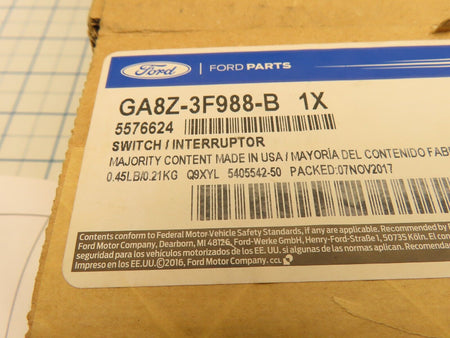 Ford | FORD PARTS
GA8Z-3F988-B 1X
5576624
SWITCH / INTERRUPTOR
MAJORITY CONTENT MADE IN USA / MAYORÍA DEL CONTENIDO FAB
0.45LB/0.21KG Q9XYL 5405542-50 PACKED:07NOV2017
Contents conform to Federal Motor Vehicle Safety Standards, if any are applicable. Recommended by
Ford Motor Company, Dearborn, MI 48126, Ford-Werke GmbH, Henry-Ford-Straße 1, 50735 Köln. El con
seguridad para los vehículos motorizados de los EE. UU. si algunas de las normas aplican. Recomendad
Impreso en los EE.UU. ©2016, Ford Motor Company. CCL